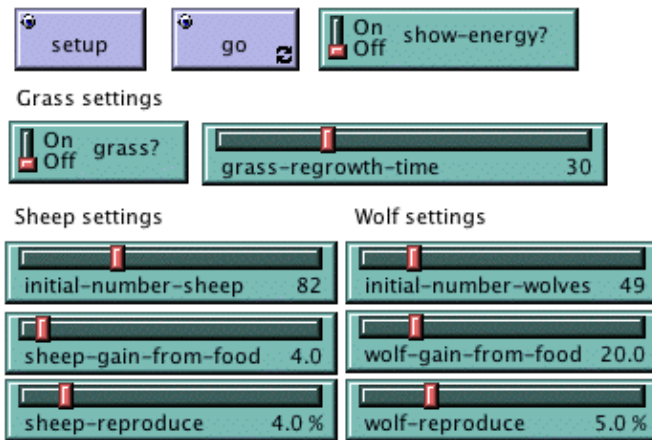 setup
go
On
Off
show-energy?
Grass settings
On
Off
grass?
grass-regrowth-time 30
Sheep settings
Wolf settings
initial-number-sheep 82
initial-number-wolves 49
sheep-gain-from-food 4.0
wolf-gain-from-food 20.0
sheep-reproduce 4.0 %
wolf-reproduce 5.0 %